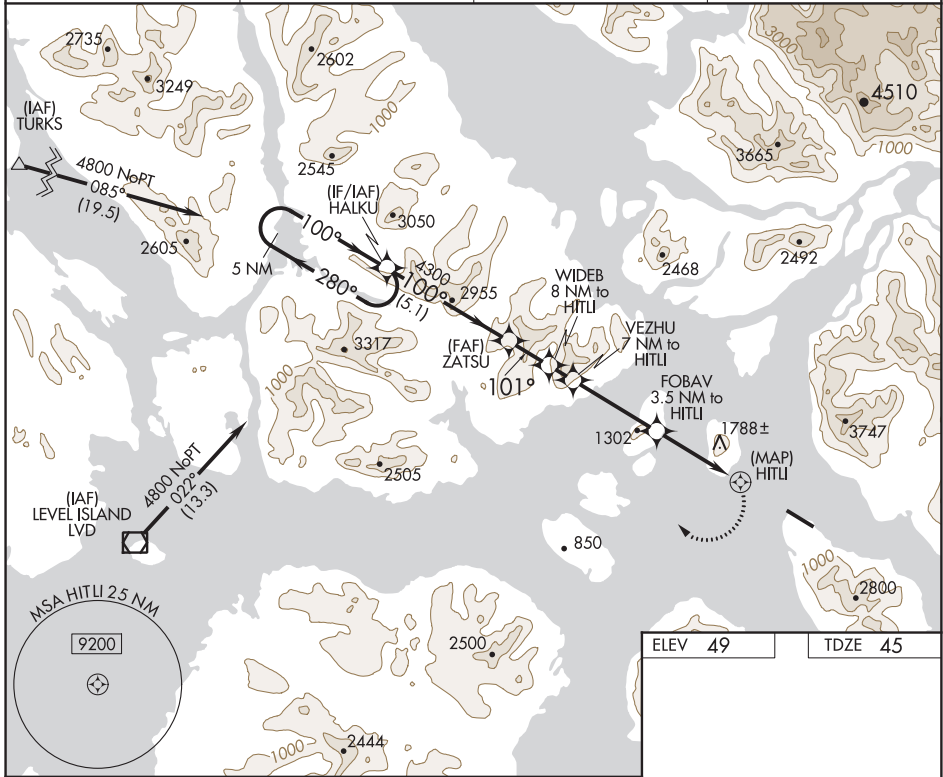 2735
3249
2602
3000
4510
1000
3665
1000
(IAF)
TURKS
4800 NoPT
085°
(19.5)
2545
(IF/IAF)
HALKU
3050
100°
2605
5 NM
280°
4300
100°
(5.1)
2955
WIDEB
8 NM to
HITLI
2468
2492
3317
(FAF)
ZATSU
101°
VEZHU
7 NM to
HITLI
1000
FOBAV
3.5 NM to
HITLI
1302
1788±
3747
(MAP)
HITLI
2505
4800 NoPT
022°
(13.3)
(IAF)
LEVEL ISLAND
LVD
850
1000
2800
MSA HITLI 25 NM
9200
2500
ELEV 49
TDZE 45
1000
2444